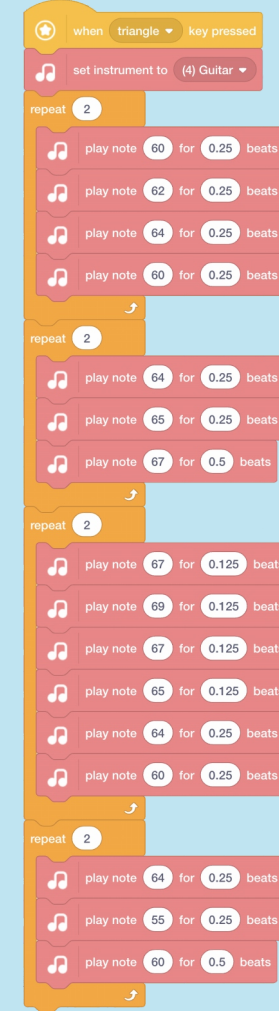 when triangle key pressed
set instrument to (4) Guitar
repeat 2
play note 60 for 0.25 beats
play note 62 for 0.25 beats
play note 64 for 0.25 beats
play note 60 for 0.25 beats
repeat 2
play note 64 for 0.25 beats
play note 65 for 0.25 beats
play note 67 for 0.5 beats
repeat 2
play note 67 for 0.125 beats
play note 69 for 0.125 beats
play note 67 for 0.125 beats
play note 65 for 0.125 beats
play note 64 for 0.25 beats
play note 60 for 0.25 beats
repeat 2
play note 64 for 0.25 beats
play note 55 for 0.25 beats
play note 60 for 0.5 beats